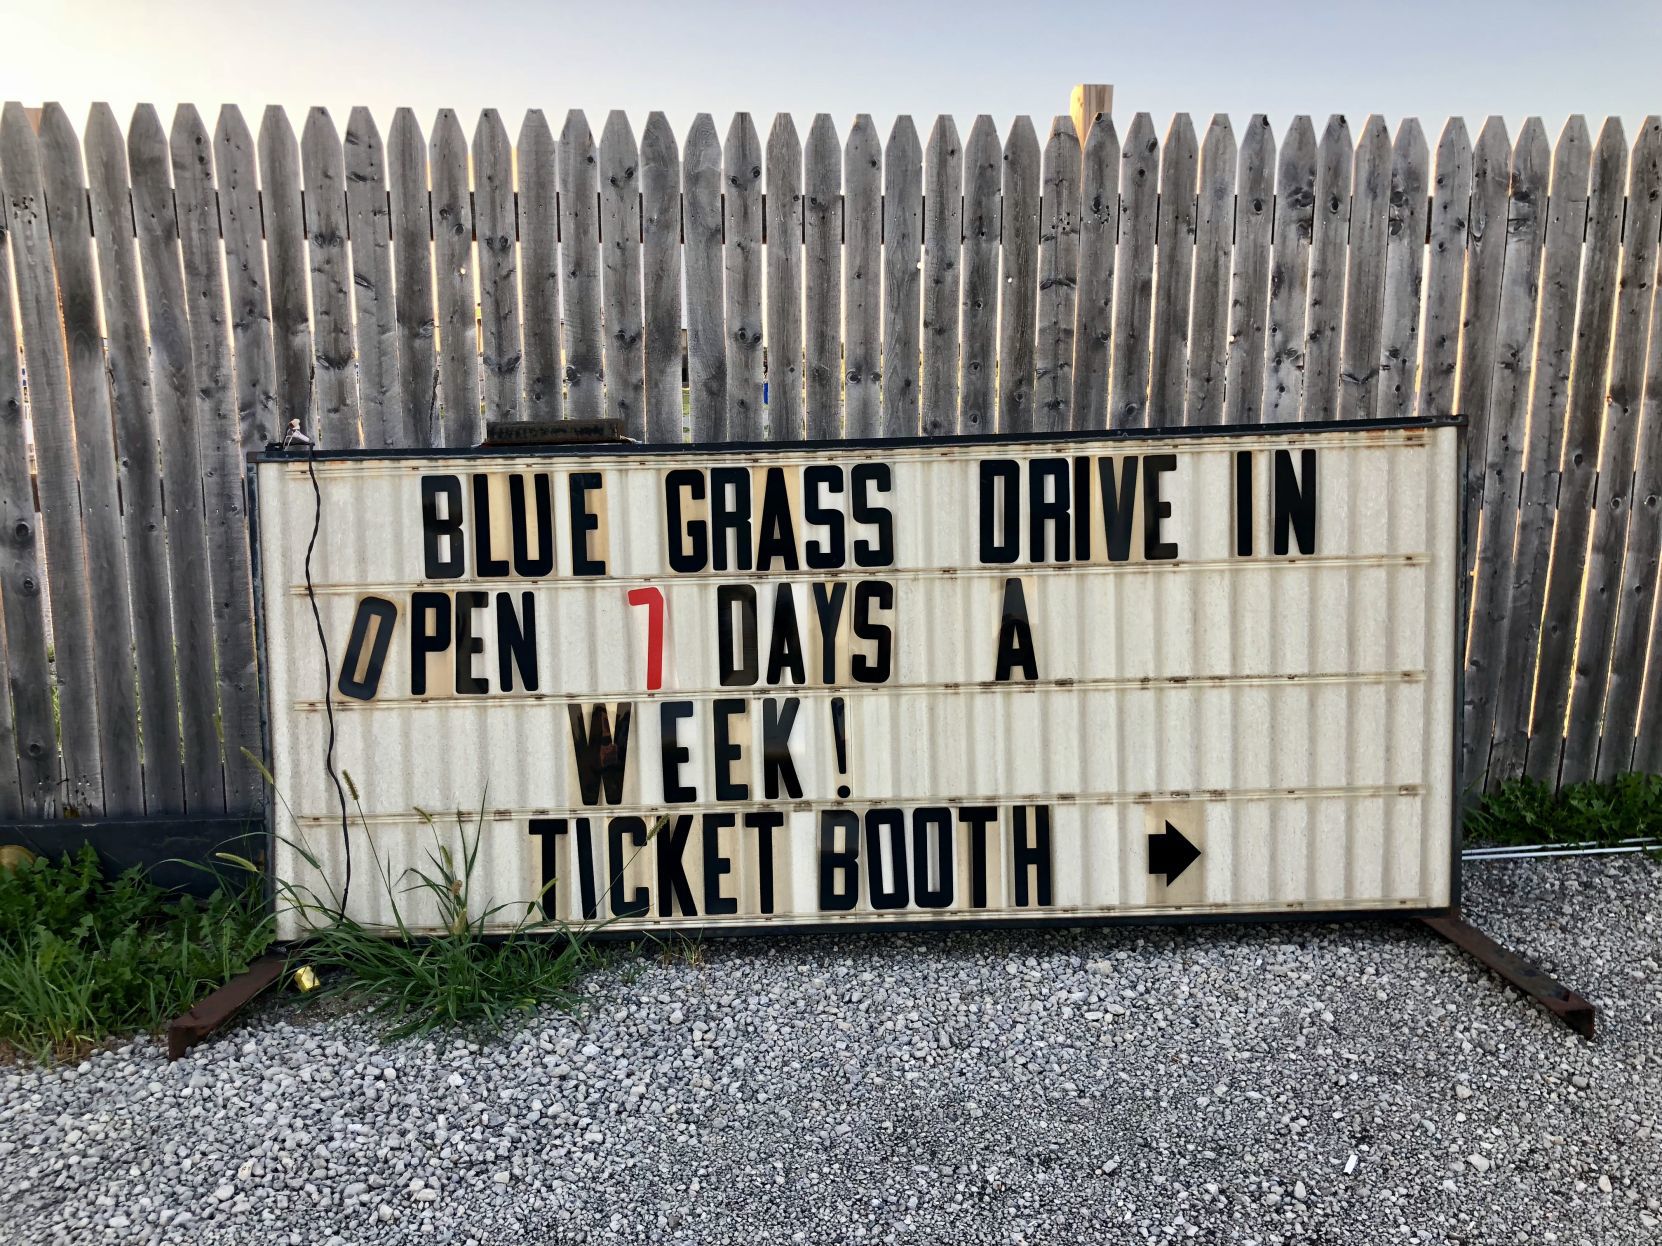 BLUE GRASS DRIVE IN
OPEN 7 DAYS A
WEEK!
TICKET BOOTH →